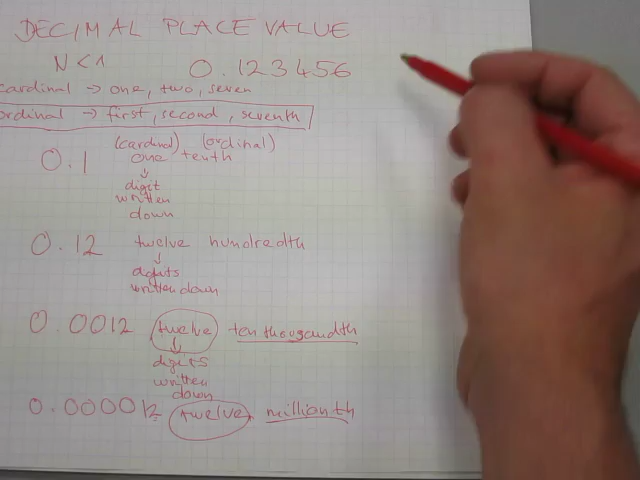 DECIMAL PLACE VALUE
N<1 0.123456
cardinal → one, two, seven
ordinal → first, second, seventh
(cardinal) (ordinal)
0.1 one tenth
↓
digit
written
down
0.12 twelve hundredth
↓
digits
written down
0.0012 twelve ten thousandth
↓
digits
written
down
0.000012 twelve millionth